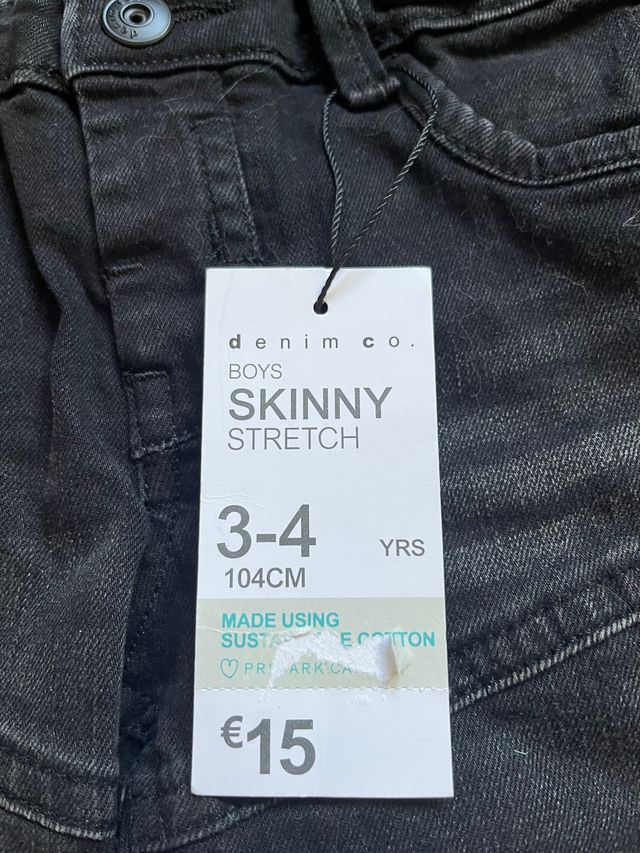 denim co.
BOYS
SKINNY
STRETCH
3-4 YRS
104CM
MADE USING
COTTON
€15